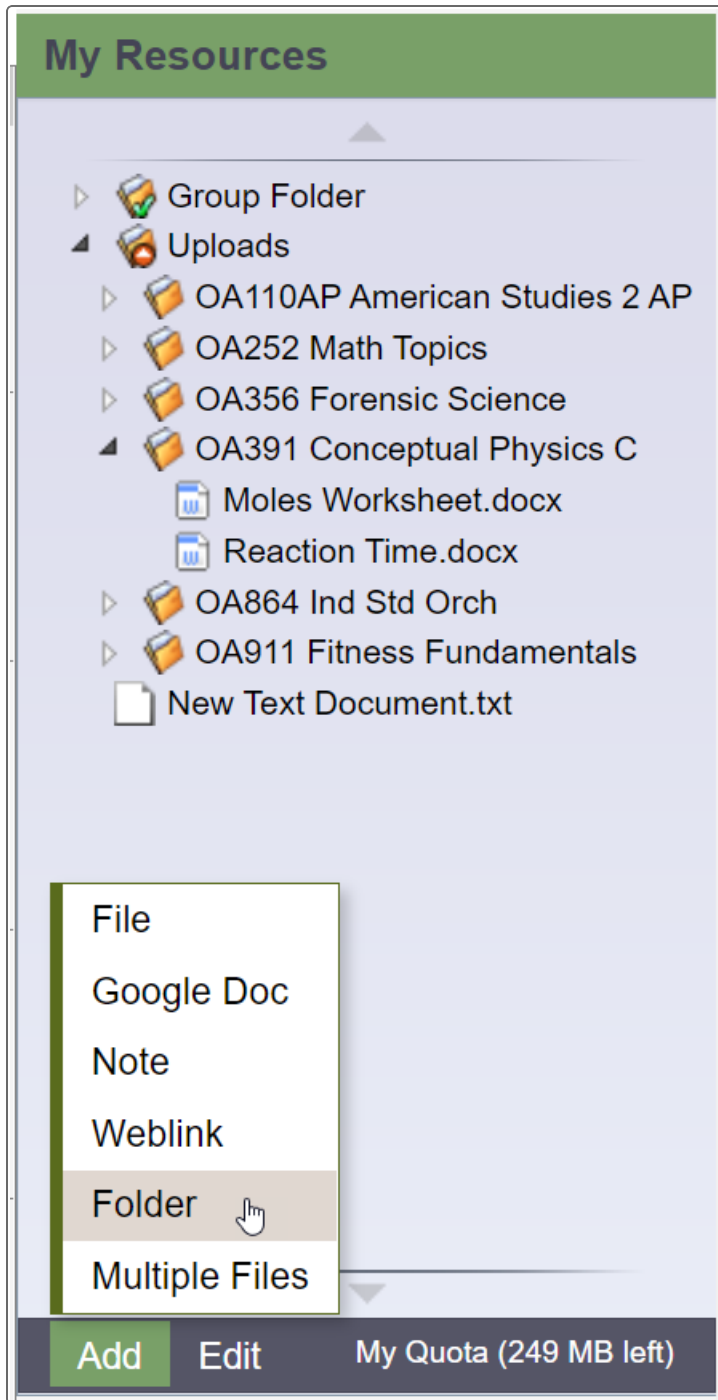 My Resources
Group Folder
Uploads
OA110AP American Studies 2 AP
OA252 Math Topics
OA356 Forensic Science
OA391 Conceptual Physics C
Moles Worksheet.docx
Reaction Time.docx
OA864 Ind Std Orch
OA911 Fitness Fundamentals
New Text Document.txt
File
Google Doc
Note
Weblink
Folder
Multiple Files
Add Edit My Quota (249 MB left)